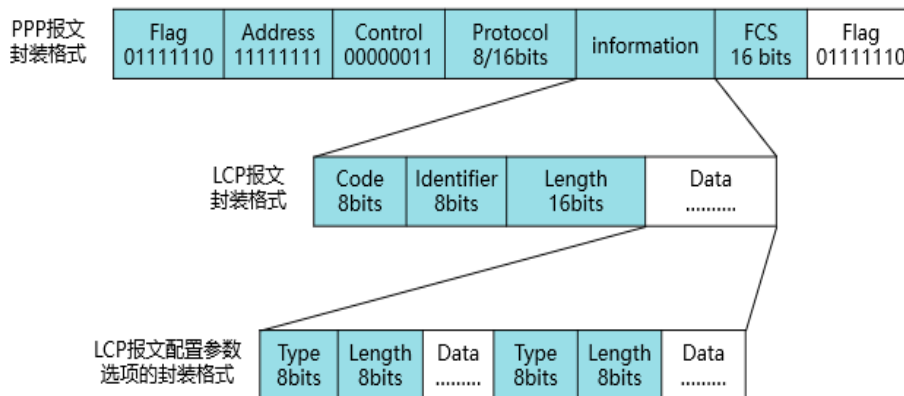 PPP报文
封装格式
Flag
01111110
Address
11111111
Control
00000011
Protocol
8/16bits
information
FCS
16 bits
Flag
01111110
LCP报文
封装格式
Code
8bits
Identifier
8bits
Length
16bits
Data
..........
LCP报文配置参数
选项的封装格式
Type
8bits
Length
8bits
Data
.........
Type
8bits
Length
8bits
Data
.........